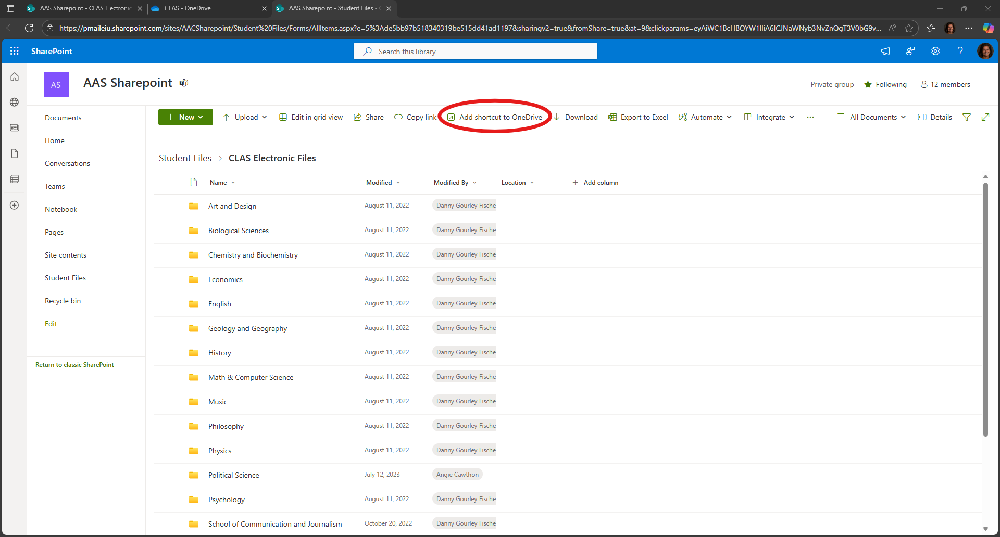 AAS Sharepoint - CLAS Electronic
CLAS - OneDrive
AAS Sharepoint - Student Files -
https://pmaileiu.sharepoint.com/sites/AACSharepoint/Student%20Files/Forms/AllItems.aspx?e=5%3Ade5bb97b518340319be515dd41ad1197&sharingv2=true&fromShare=true&at=9&clickparams=eyAiWC1BcHBOYW1lIiA6ICJNaWNyb3NvZnQgT3V0bG9v...
SharePoint
Search this library
AS
AAS Sharepoint
Private group
Following
12 members
New
Upload
Edit in grid view
Share
Copy link
Add shortcut to OneDrive
Download
Export to Excel
Automate
Integrate
...
All Documents
Details
Documents
Home
Conversations
Teams
Notebook
Pages
Site contents
Student Files
Recycle bin
Edit
Return to classic SharePoint
Student Files > CLAS Electronic Files
Name Modified Modified By Location + Add column
Art and Design August 11, 2022 Danny Gourley Fische
Biological Sciences August 11, 2022 Danny Gourley Fische
Chemistry and Biochemistry August 11, 2022 Danny Gourley Fische
Economics August 11, 2022 Danny Gourley Fische
English August 11, 2022 Danny Gourley Fische
Geology and Geography August 11, 2022 Danny Gourley Fische
History August 11, 2022 Danny Gourley Fische
Math & Computer Science August 11, 2022 Danny Gourley Fische
Music August 11, 2022 Danny Gourley Fische
Philosophy August 11, 2022 Danny Gourley Fische
Physics August 11, 2022 Danny Gourley Fische
Political Science July 12, 2023 Angie Cawthon
Psychology August 11, 2022 Danny Gourley Fische
School of Communication and Journalism October 20, 2022 Danny Gourley Fische